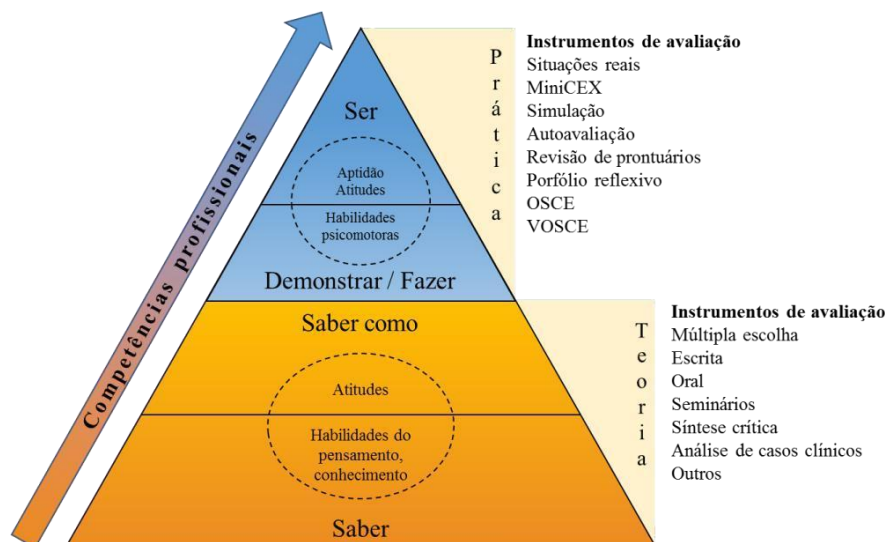 Competências profissionais
Ser
Aptidão
Atitudes
Habilidades
psicomotoras
Demonstrar / Fazer
Saber como
Atitudes
Habilidades do
pensamento,
conhecimento
Saber
Prática
Instrumentos de avaliação
Situações reais
MiniCEX
Simulação
Autoavaliação
Revisão de prontuários
Porfólio reflexivo
OSCE
VOSCE
Teoria
Instrumentos de avaliação
Múltipla escolha
Escrita
Oral
Seminários
Síntese crítica
Análise de casos clínicos
Outros